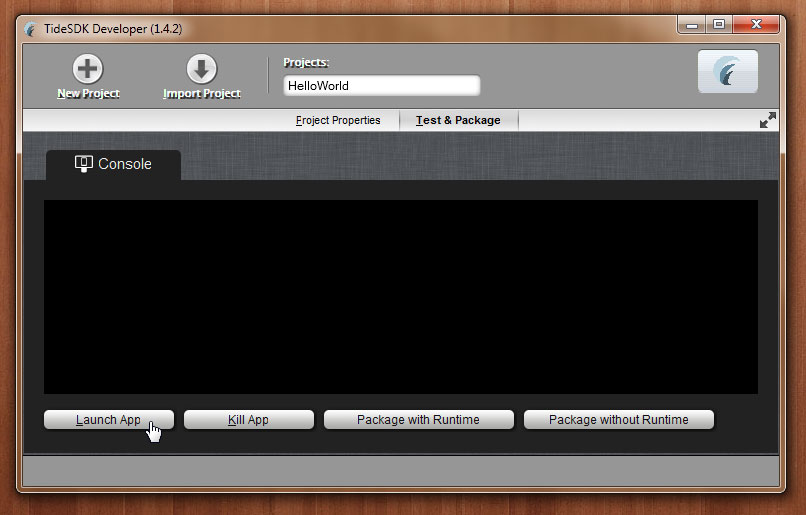 TideSDK Developer (1.4.2)
New Project
Import Project
Projects:
HelloWorld
Project Properties
Test & Package
Console
Launch App
Kill App
Package with Runtime
Package without Runtime